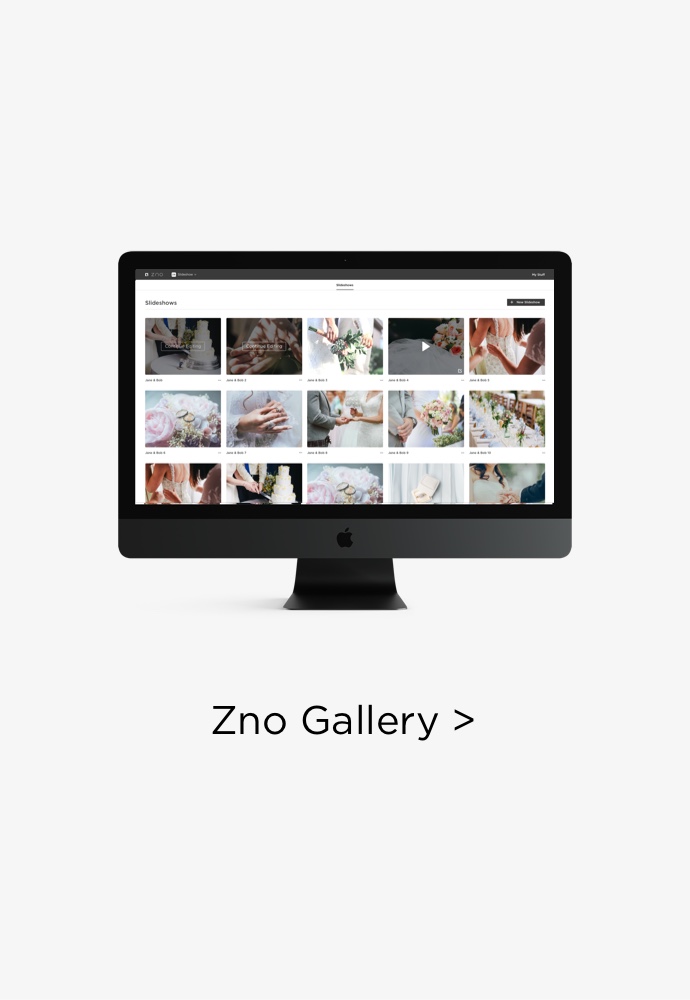 zno
Slideshow
My Stuff
Slideshows
Slideshows
+ New Slideshow
Continue Editing
Continue Editing
Jane & Bob
Jane & Bob 2
Jane & Bob 3
Jane & Bob 4
Jane & Bob 5
Jane & Bob 6
Jane & Bob 7
Jane & Bob 8
Jane & Bob 9
Jane & Bob 10
Zno Gallery >